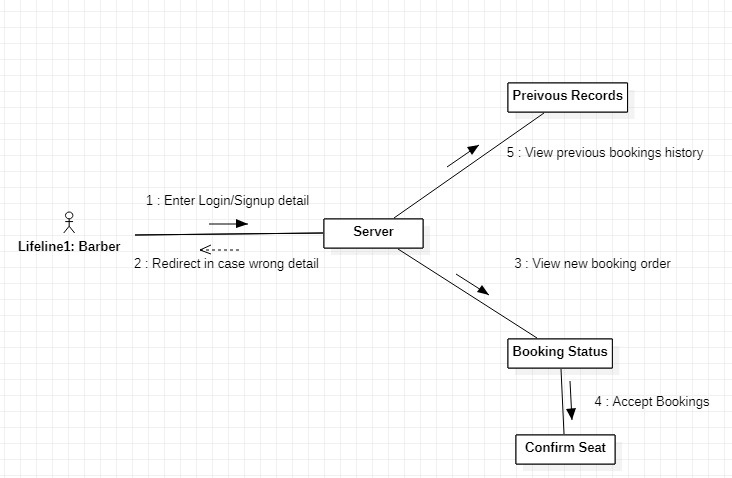 Preivous Records
5 : View previous bookings history
1 : Enter Login/Signup detail
Server
Lifeline1: Barber
2 : Redirect in case wrong detail
3 : View new booking order
Booking Status
4 : Accept Bookings
Confirm Seat